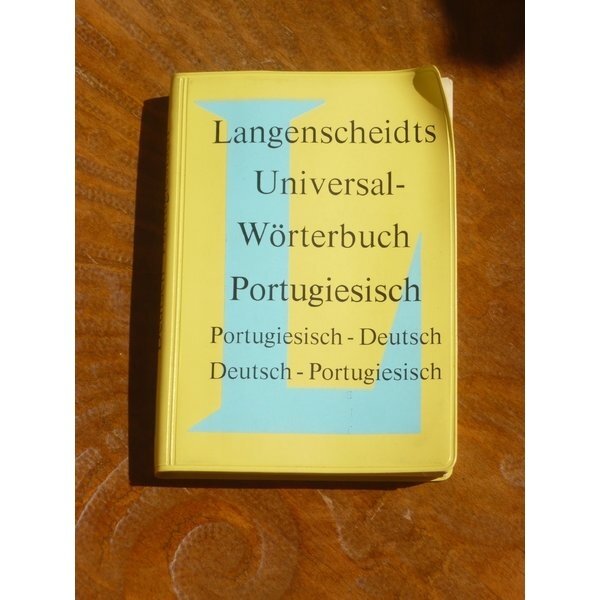 Langenscheidts
Universal-
Wörterbuch
Portugiesisch
Portugiesisch - Deutsch
Deutsch - Portugiesisch